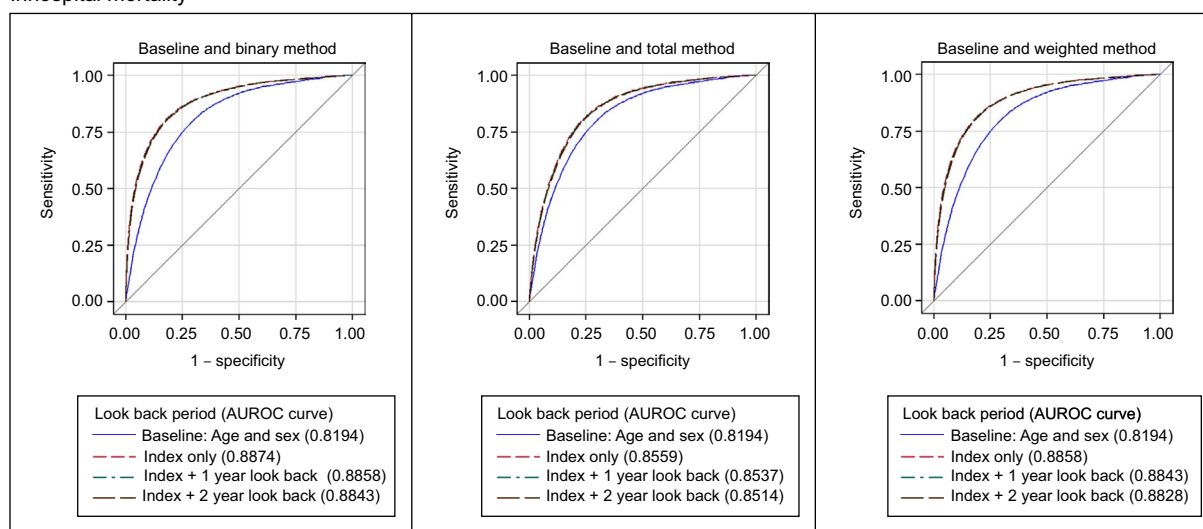 Inhospital mortality
Baseline and binary method
1.00
0.75
0.50
0.25
0.00
Sensitivity
0.00 0.25 0.50 0.75 1.00
1 – specificity
Look back period (AUROC curve)
Baseline: Age and sex (0.8194)
Index only (0.8874)
Index + 1 year look back (0.8858)
Index + 2 year look back (0.8843)
Baseline and total method
1.00
0.75
0.50
0.25
0.00
Sensitivity
0.00 0.25 0.50 0.75 1.00
1 – specificity
Look back period (AUROC curve)
Baseline: Age and sex (0.8194)
Index only (0.8559)
Index + 1 year look back (0.8537)
Index + 2 year look back (0.8514)
Baseline and weighted method
1.00
0.75
0.50
0.25
0.00
Sensitivity
0.00 0.25 0.50 0.75 1.00
1 – specificity
Look back period (AUROC curve)
Baseline: Age and sex (0.8194)
Index only (0.8858)
Index + 1 year look back (0.8843)
Index + 2 year look back (0.8828)